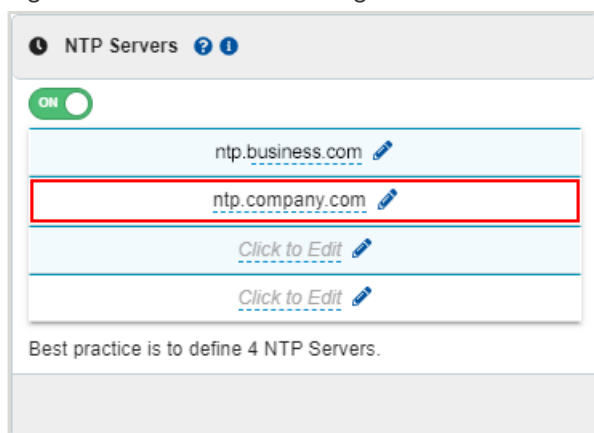 NTP Servers
ON
ntp.business.com
ntp.company.com
Click to Edit
Click to Edit
Best practice is to define 4 NTP Servers.